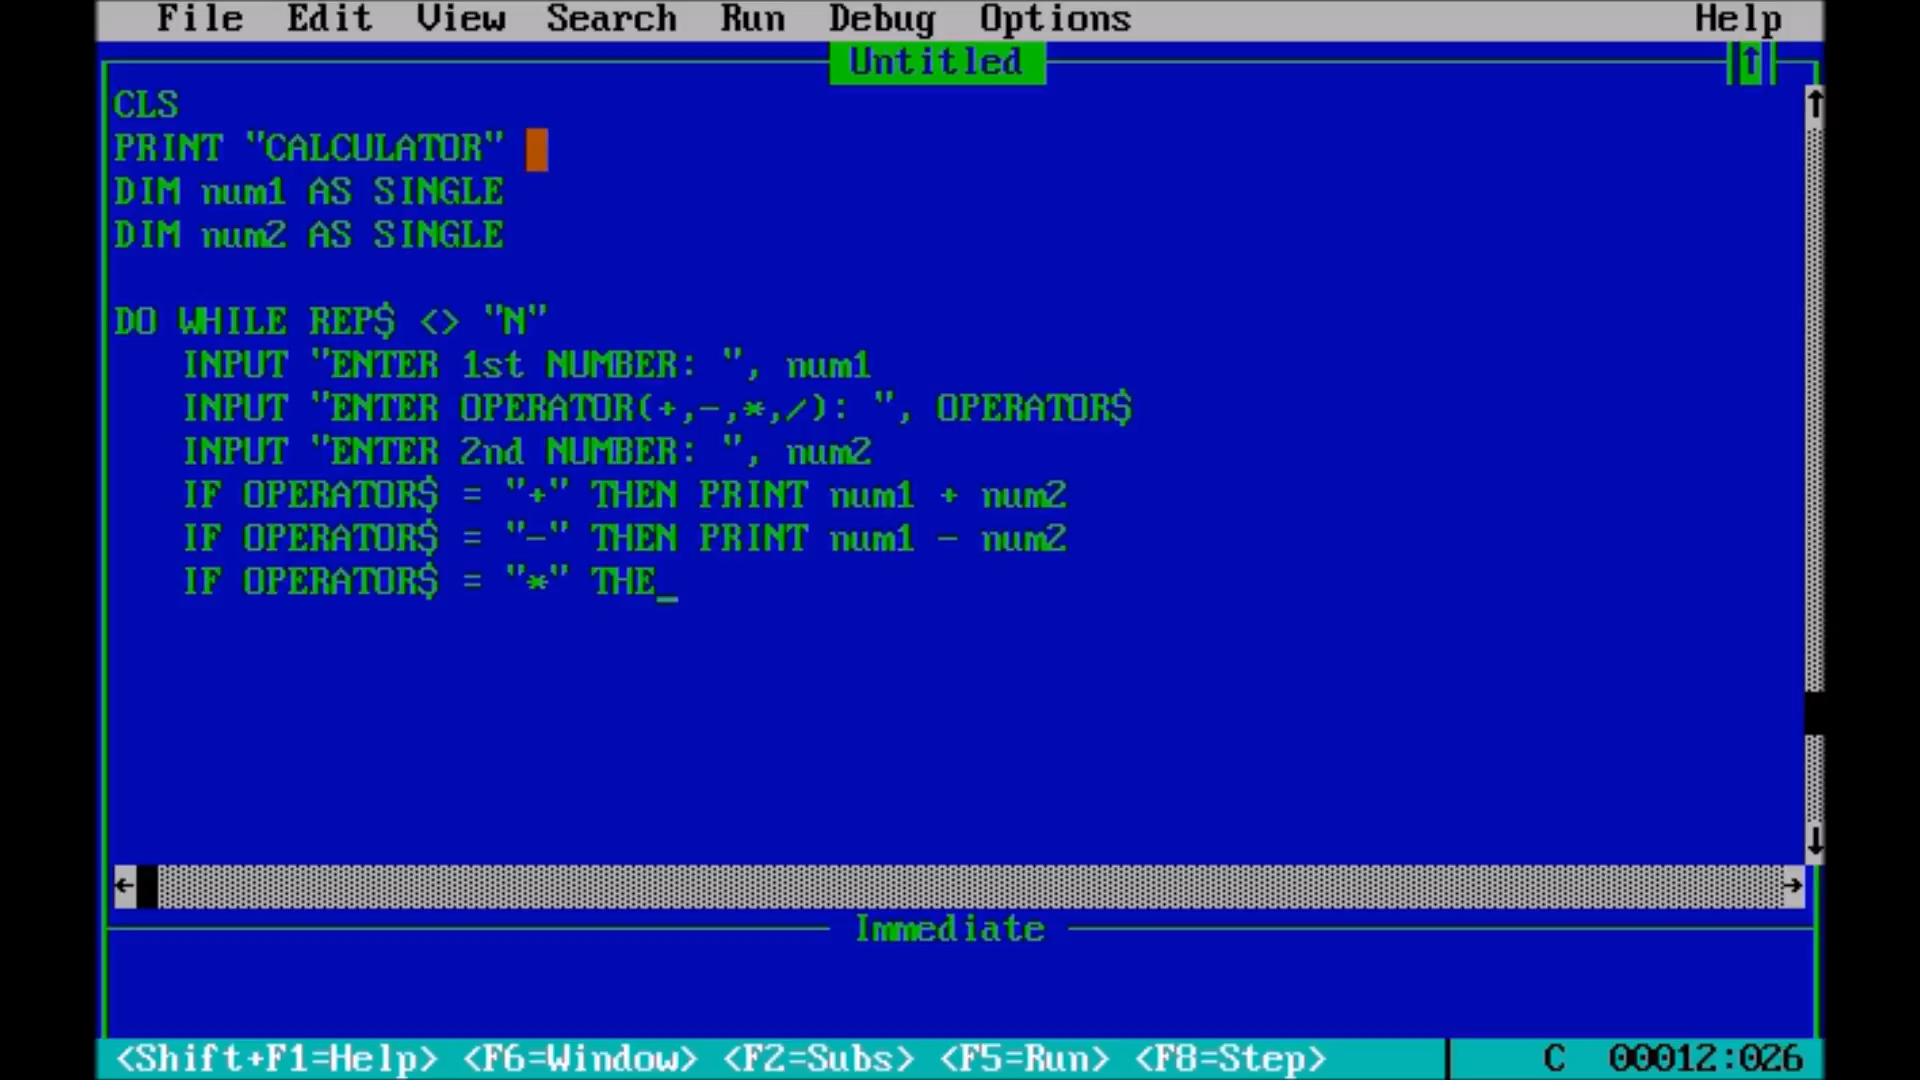 File Edit View Search Run Debug Options Help
Untitled
CLS
PRINT "CALCULATOR"
DIM num1 AS SINGLE
DIM num2 AS SINGLE
DO WHILE REP$ <> "N"
INPUT "ENTER 1st NUMBER: ", num1
INPUT "ENTER OPERATOR(+,-,*,/): ", OPERATOR$
INPUT "ENTER 2nd NUMBER: ", num2
IF OPERATOR$ = "+" THEN PRINT num1 + num2
IF OPERATOR$ = "-" THEN PRINT num1 - num2
IF OPERATOR$ = "*" THE_
Immediate
<Shift+F1=Help> <F6=Window> <F2=Subs> <F5=Run> <F8=Step> C 00012:026